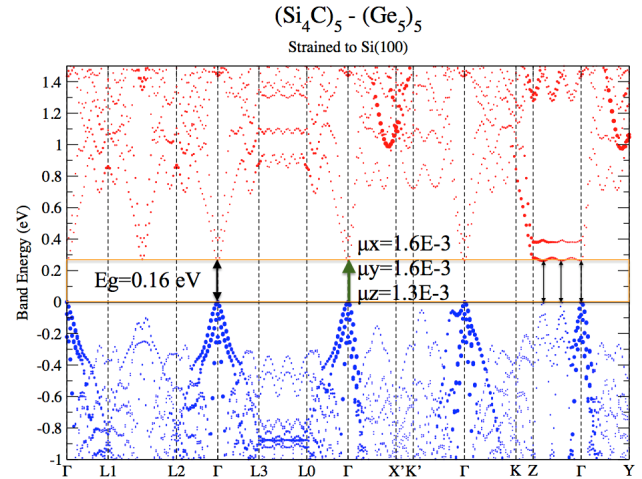 (Si₄C)₅ - (Ge₅)₅
Strained to Si(100)
Band Energy (eV)
1.4
1.2
1
0.8
0.6
0.4
0.2
0
-0.2
-0.4
-0.6
-0.8
-1
Eg=0.16 eV
μx=1.6E-3
μy=1.6E-3
μz=1.3E-3
Γ L1 L2 Γ L3 L0 Γ X' K' Γ K Z Γ Y